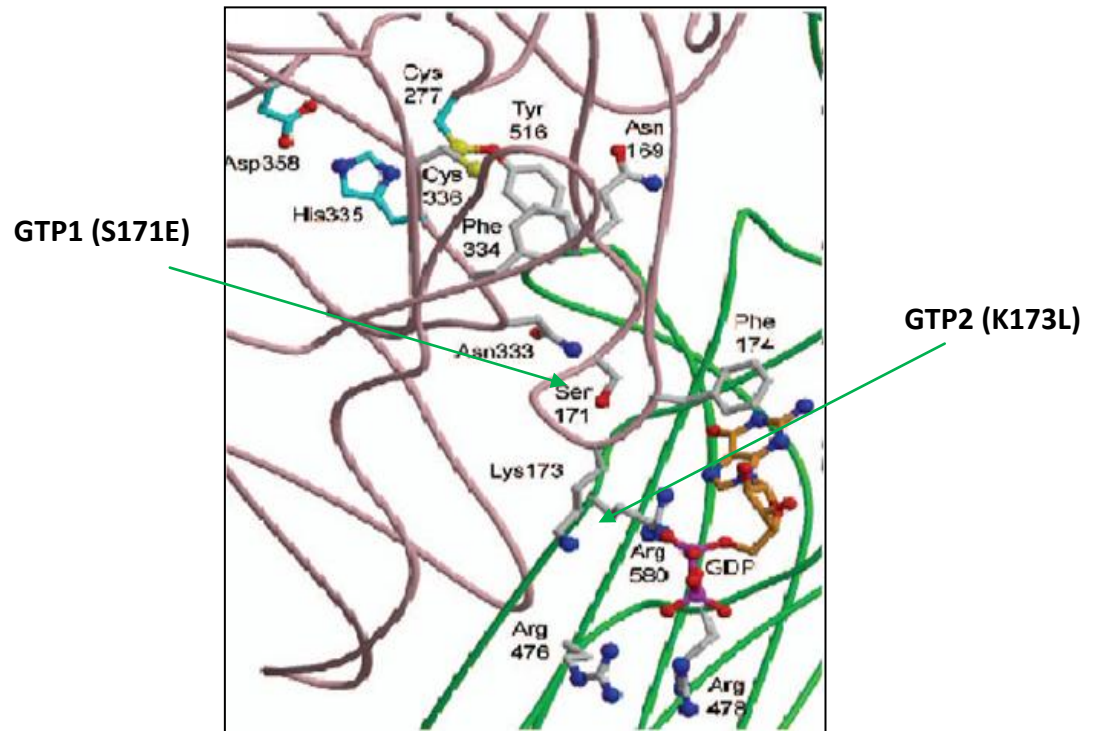 Cys
277
Tyr
516
Asn
169
Asp358
Cys
336
His335
Phe
334
GTP1 (S171E)
GTP2 (K173L)
Phe
174
Asn333
Ser
171
Lys173
Arg
580
GDP
Arg
476
Arg
478